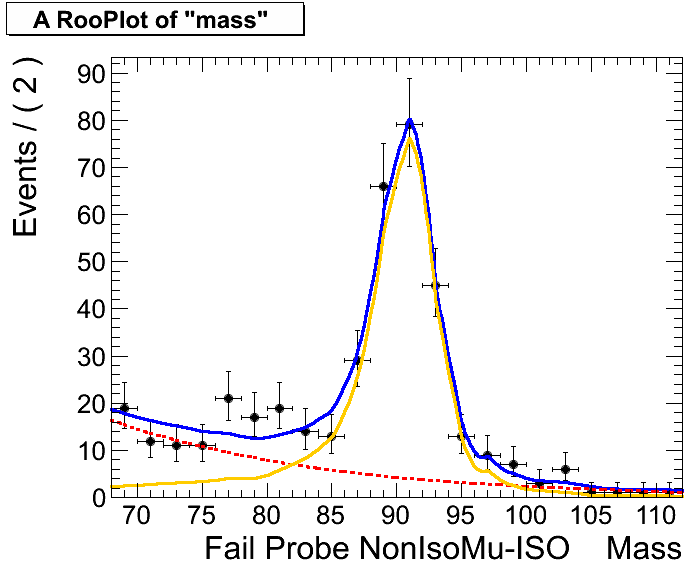 A RooPlot of "mass"
Events / ( 2 )
90
80
70
60
50
40
30
20
10
0
70 75 80 85 90 95 100 105 110
Fail Probe NonIsoMu-ISO Mass